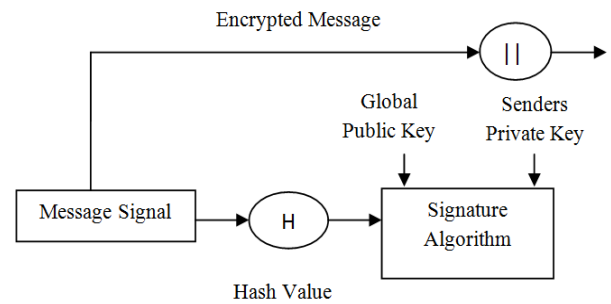 Encrypted Message
||
Global
Public Key
Senders
Private Key
Message Signal
H
Signature
Algorithm
Hash Value